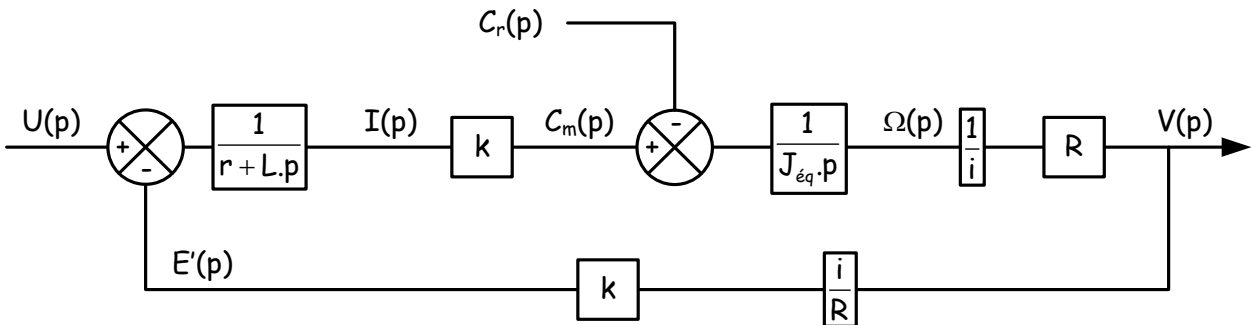 C_r(p)
U(p)
+
-
1
r + L.p
I(p)
k
C_m(p)
-
+
1
J_éq.p
Ω(p)
1
i
R
V(p)
E'(p)
k
i
R